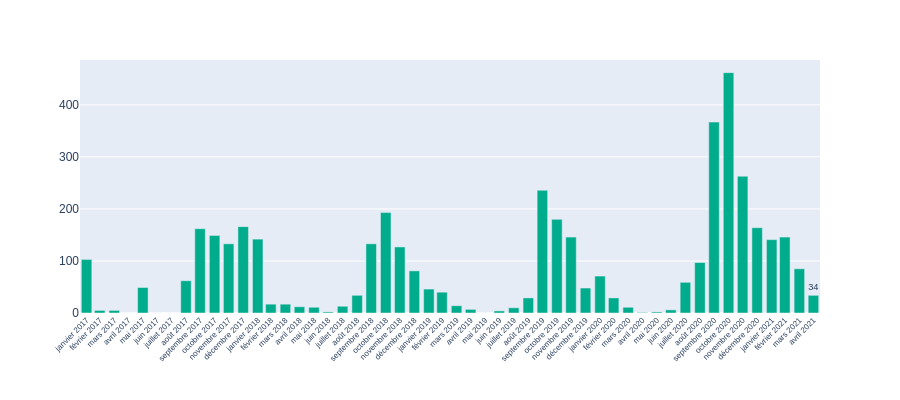 400
300
200
100
0
34
janvier 2017
février 2017
mars 2017
avril 2017
mai 2017
juin 2017
juillet 2017
août 2017
septembre 2017
octobre 2017
novembre 2017
décembre 2017
janvier 2018
février 2018
mars 2018
avril 2018
mai 2018
juin 2018
juillet 2018
août 2018
septembre 2018
octobre 2018
novembre 2018
décembre 2018
janvier 2019
février 2019
mars 2019
avril 2019
mai 2019
juin 2019
juillet 2019
août 2019
septembre 2019
octobre 2019
novembre 2019
décembre 2019
janvier 2020
février 2020
mars 2020
avril 2020
mai 2020
juin 2020
juillet 2020
août 2020
septembre 2020
octobre 2020
novembre 2020
décembre 2020
janvier 2021
février 2021
mars 2021
avril 2021